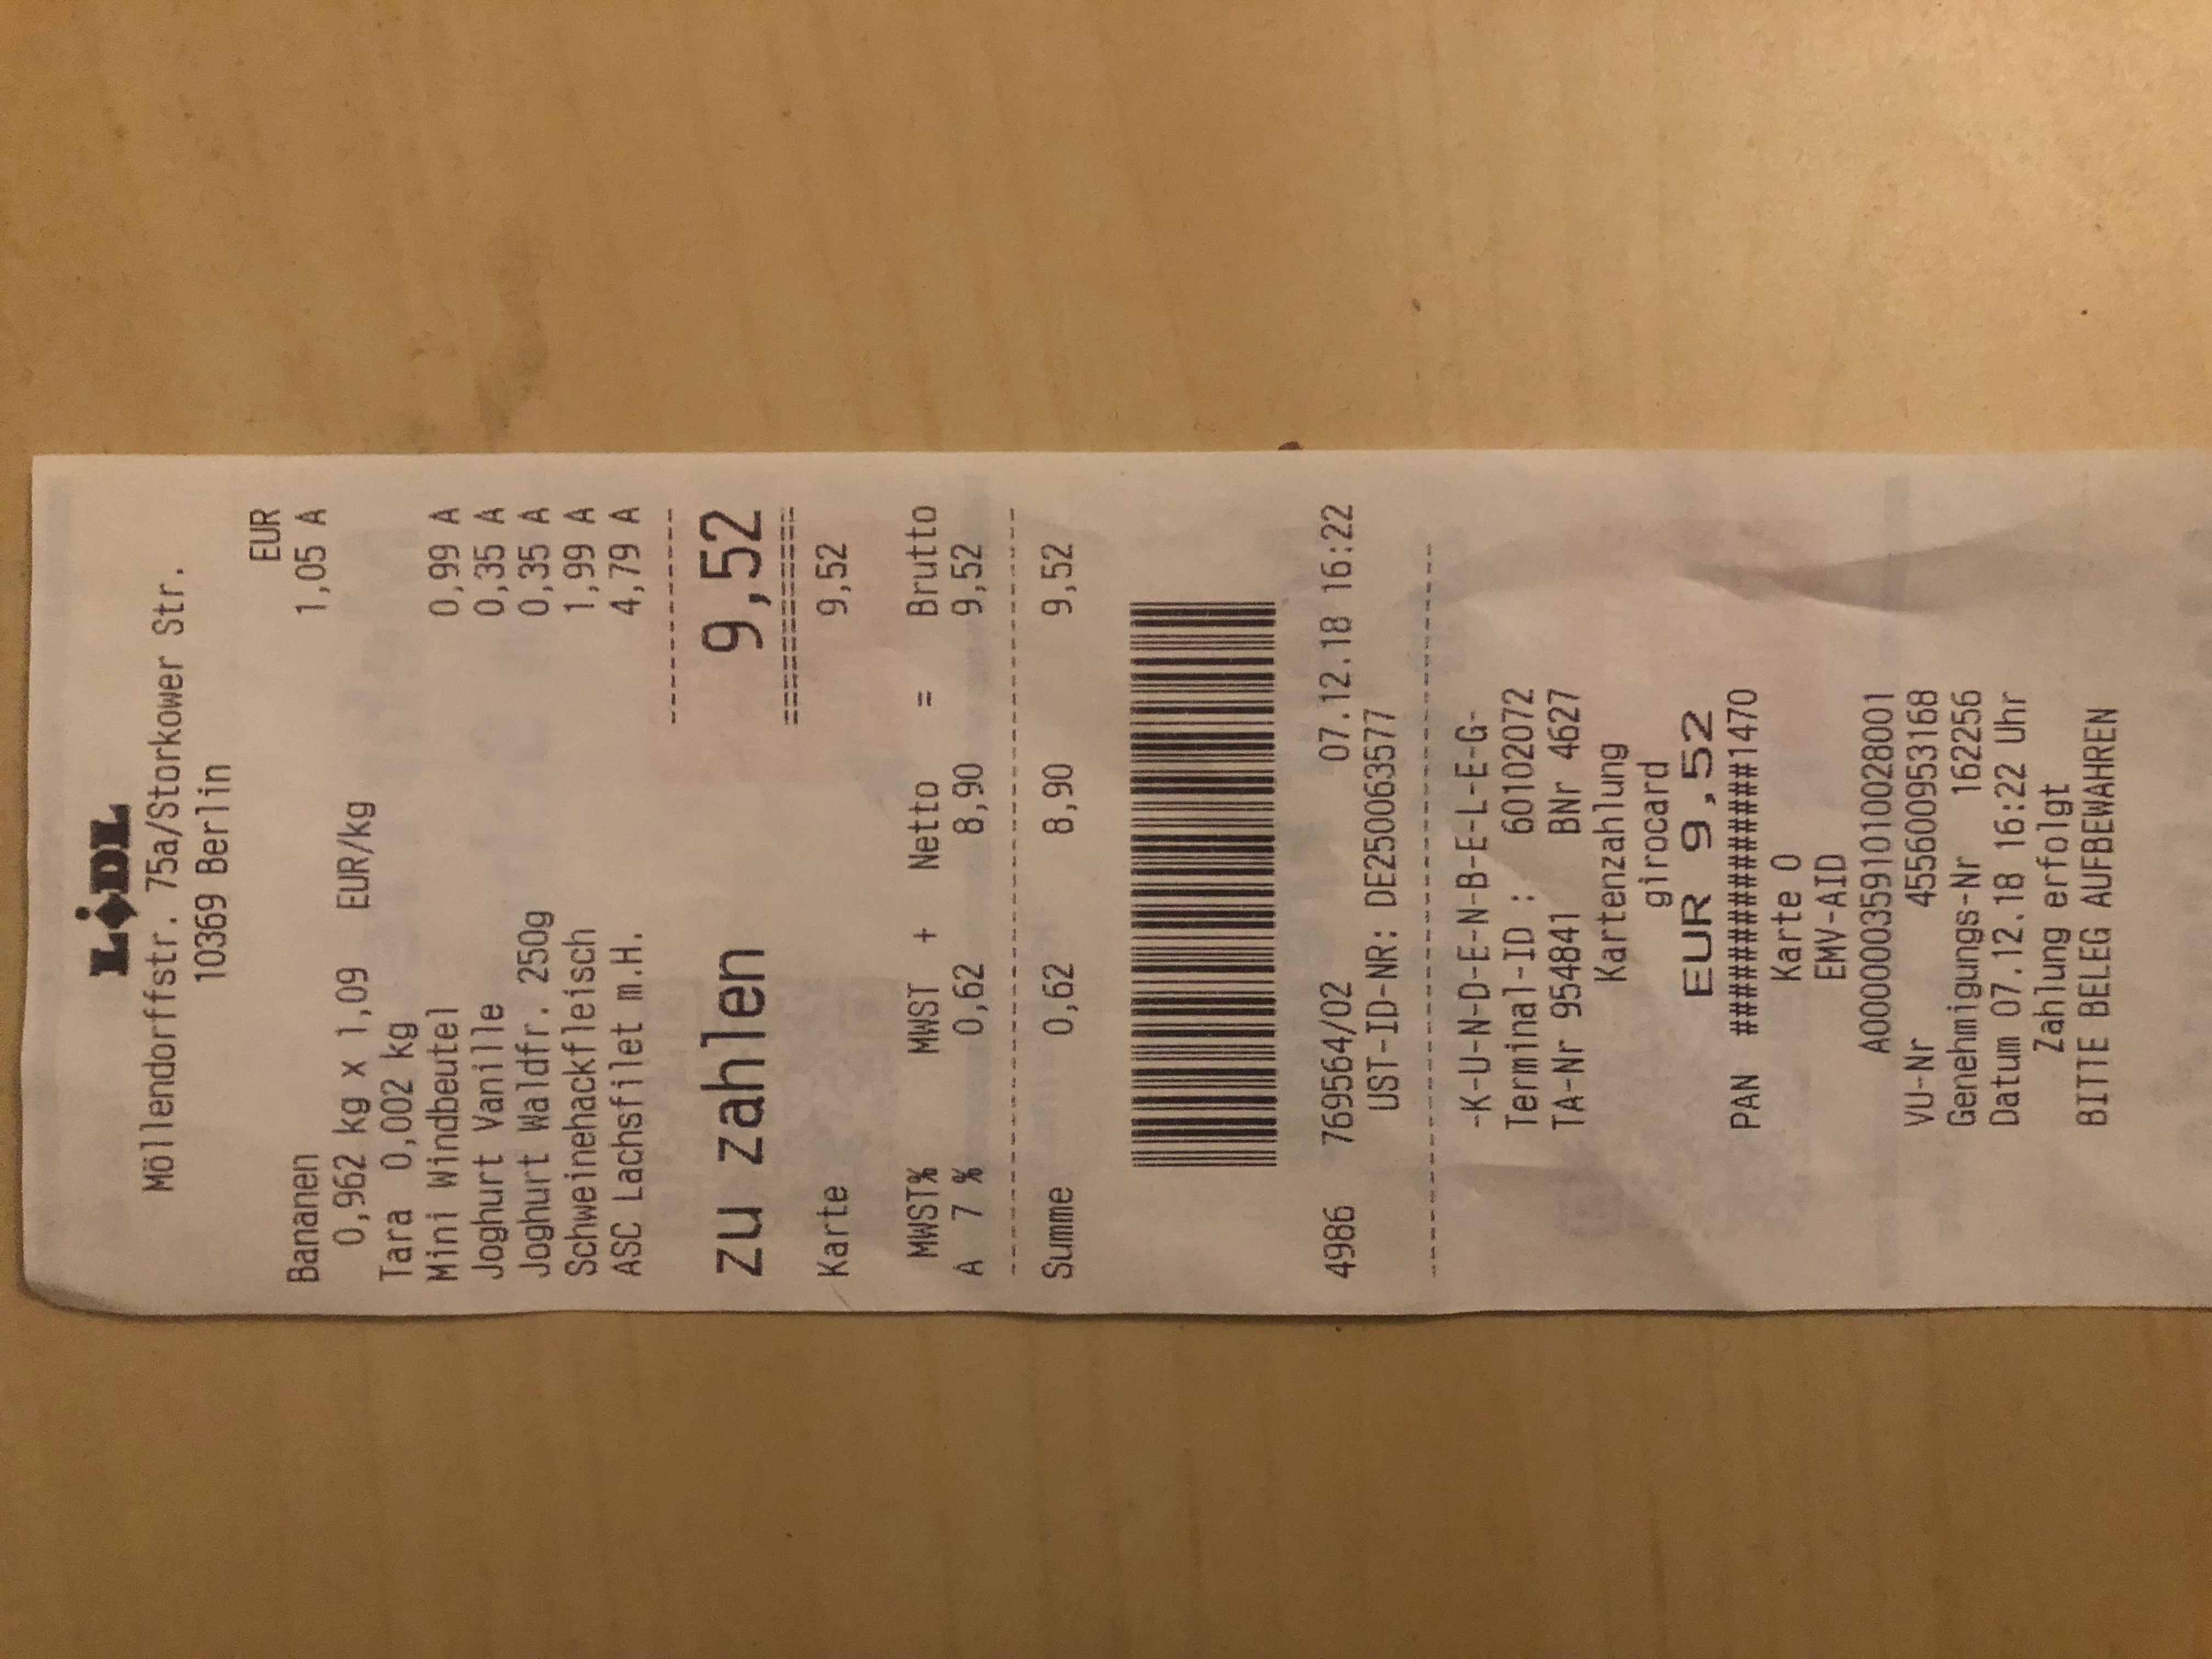 LiDL
Möllendorffstr. 75a/Storkower Str.
10369 Berlin
EUR
Bananen 1,05 A
0,962 kg x 1,09 EUR/kg
Tara 0,002 kg
Mini Windbeutel 0,99 A
Joghurt Vanille 0,35 A
Joghurt Waldfr. 250g 0,35 A
Schweinehackfleisch 1,99 A
ASC Lachsfilet m.H. 4,79 A
-----------
zu zahlen 9,52
============
Karte 9,52
MWST% MWST + Netto = Brutto
A 7 % 0,62 8,90 9,52
------------------------------------------
Summe 0,62 8,90 9,52
4986 769564/02 07.12.18 16:22
UST-ID-NR: DE250063577
----------------------------------------
-K-U-N-D-E-N-B-E-L-E-G-
Terminal-ID : 60102072
TA-Nr 954841 BNr 4627
Kartenzahlung
girocard
EUR 9,52
PAN ###############1470
Karte 0
EMV-AID
A0000003591010028001
VU-Nr 455600953168
Genehmigungs-Nr 162256
Datum 07.12.18 16:22 Uhr
Zahlung erfolgt
BITTE BELEG AUFBEWAHREN